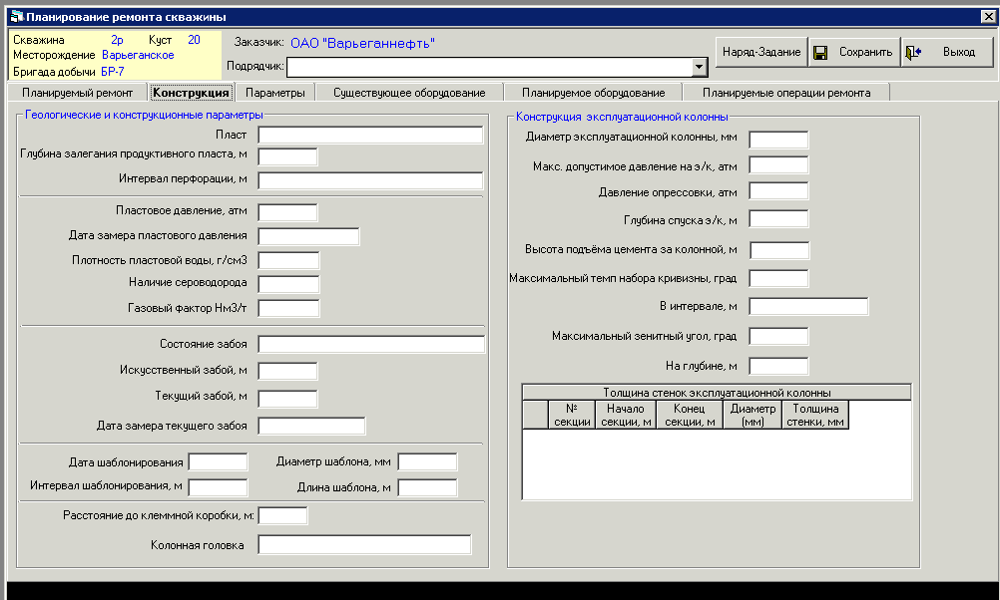 Планирование ремонта скважины
Скважина 2р Куст 20
Месторождение Варьеганское
Бригада добычи БР-7
Заказчик: ОАО "Варьеганнефть"
Подрядчик:
Наряд-Задание Сохранить Выход
Планируемый ремонт Конструкция Параметры Существующее оборудование Планируемое оборудование Планируемые операции ремонта
Геологические и конструкционные параметры
Пласт
Глубина залегания продуктивного пласта, м
Интервал перфорации, м
Пластовое давление, атм
Дата замера пластового давления
Плотность пластовой воды, г/см3
Наличие сероводорода
Газовый фактор Нм3/т
Состояние забоя
Искусственный забой, м
Текущий забой, м
Дата замера текущего забоя
Дата шаблонирования Диаметр шаблона, мм
Интервал шаблонирования, м Длина шаблона, м
Расстояние до клеммной коробки, м:
Колонная головка
Конструкция эксплуатационной колонны
Диаметр эксплуатационной колонны, мм
Макс. допустимое давление на э/к, атм
Давление опрессовки, атм
Глубина спуска э/к, м
Высота подъёма цемента за колонной, м
Максимальный темп набора кривизны, град
В интервале, м
Максимальный зенитный угол, град
На глубине, м
Толщина стенок эксплуатационной колонны
№ Начало Конец Диаметр Толщина
секции секции, м секции, м (мм) стенки, мм